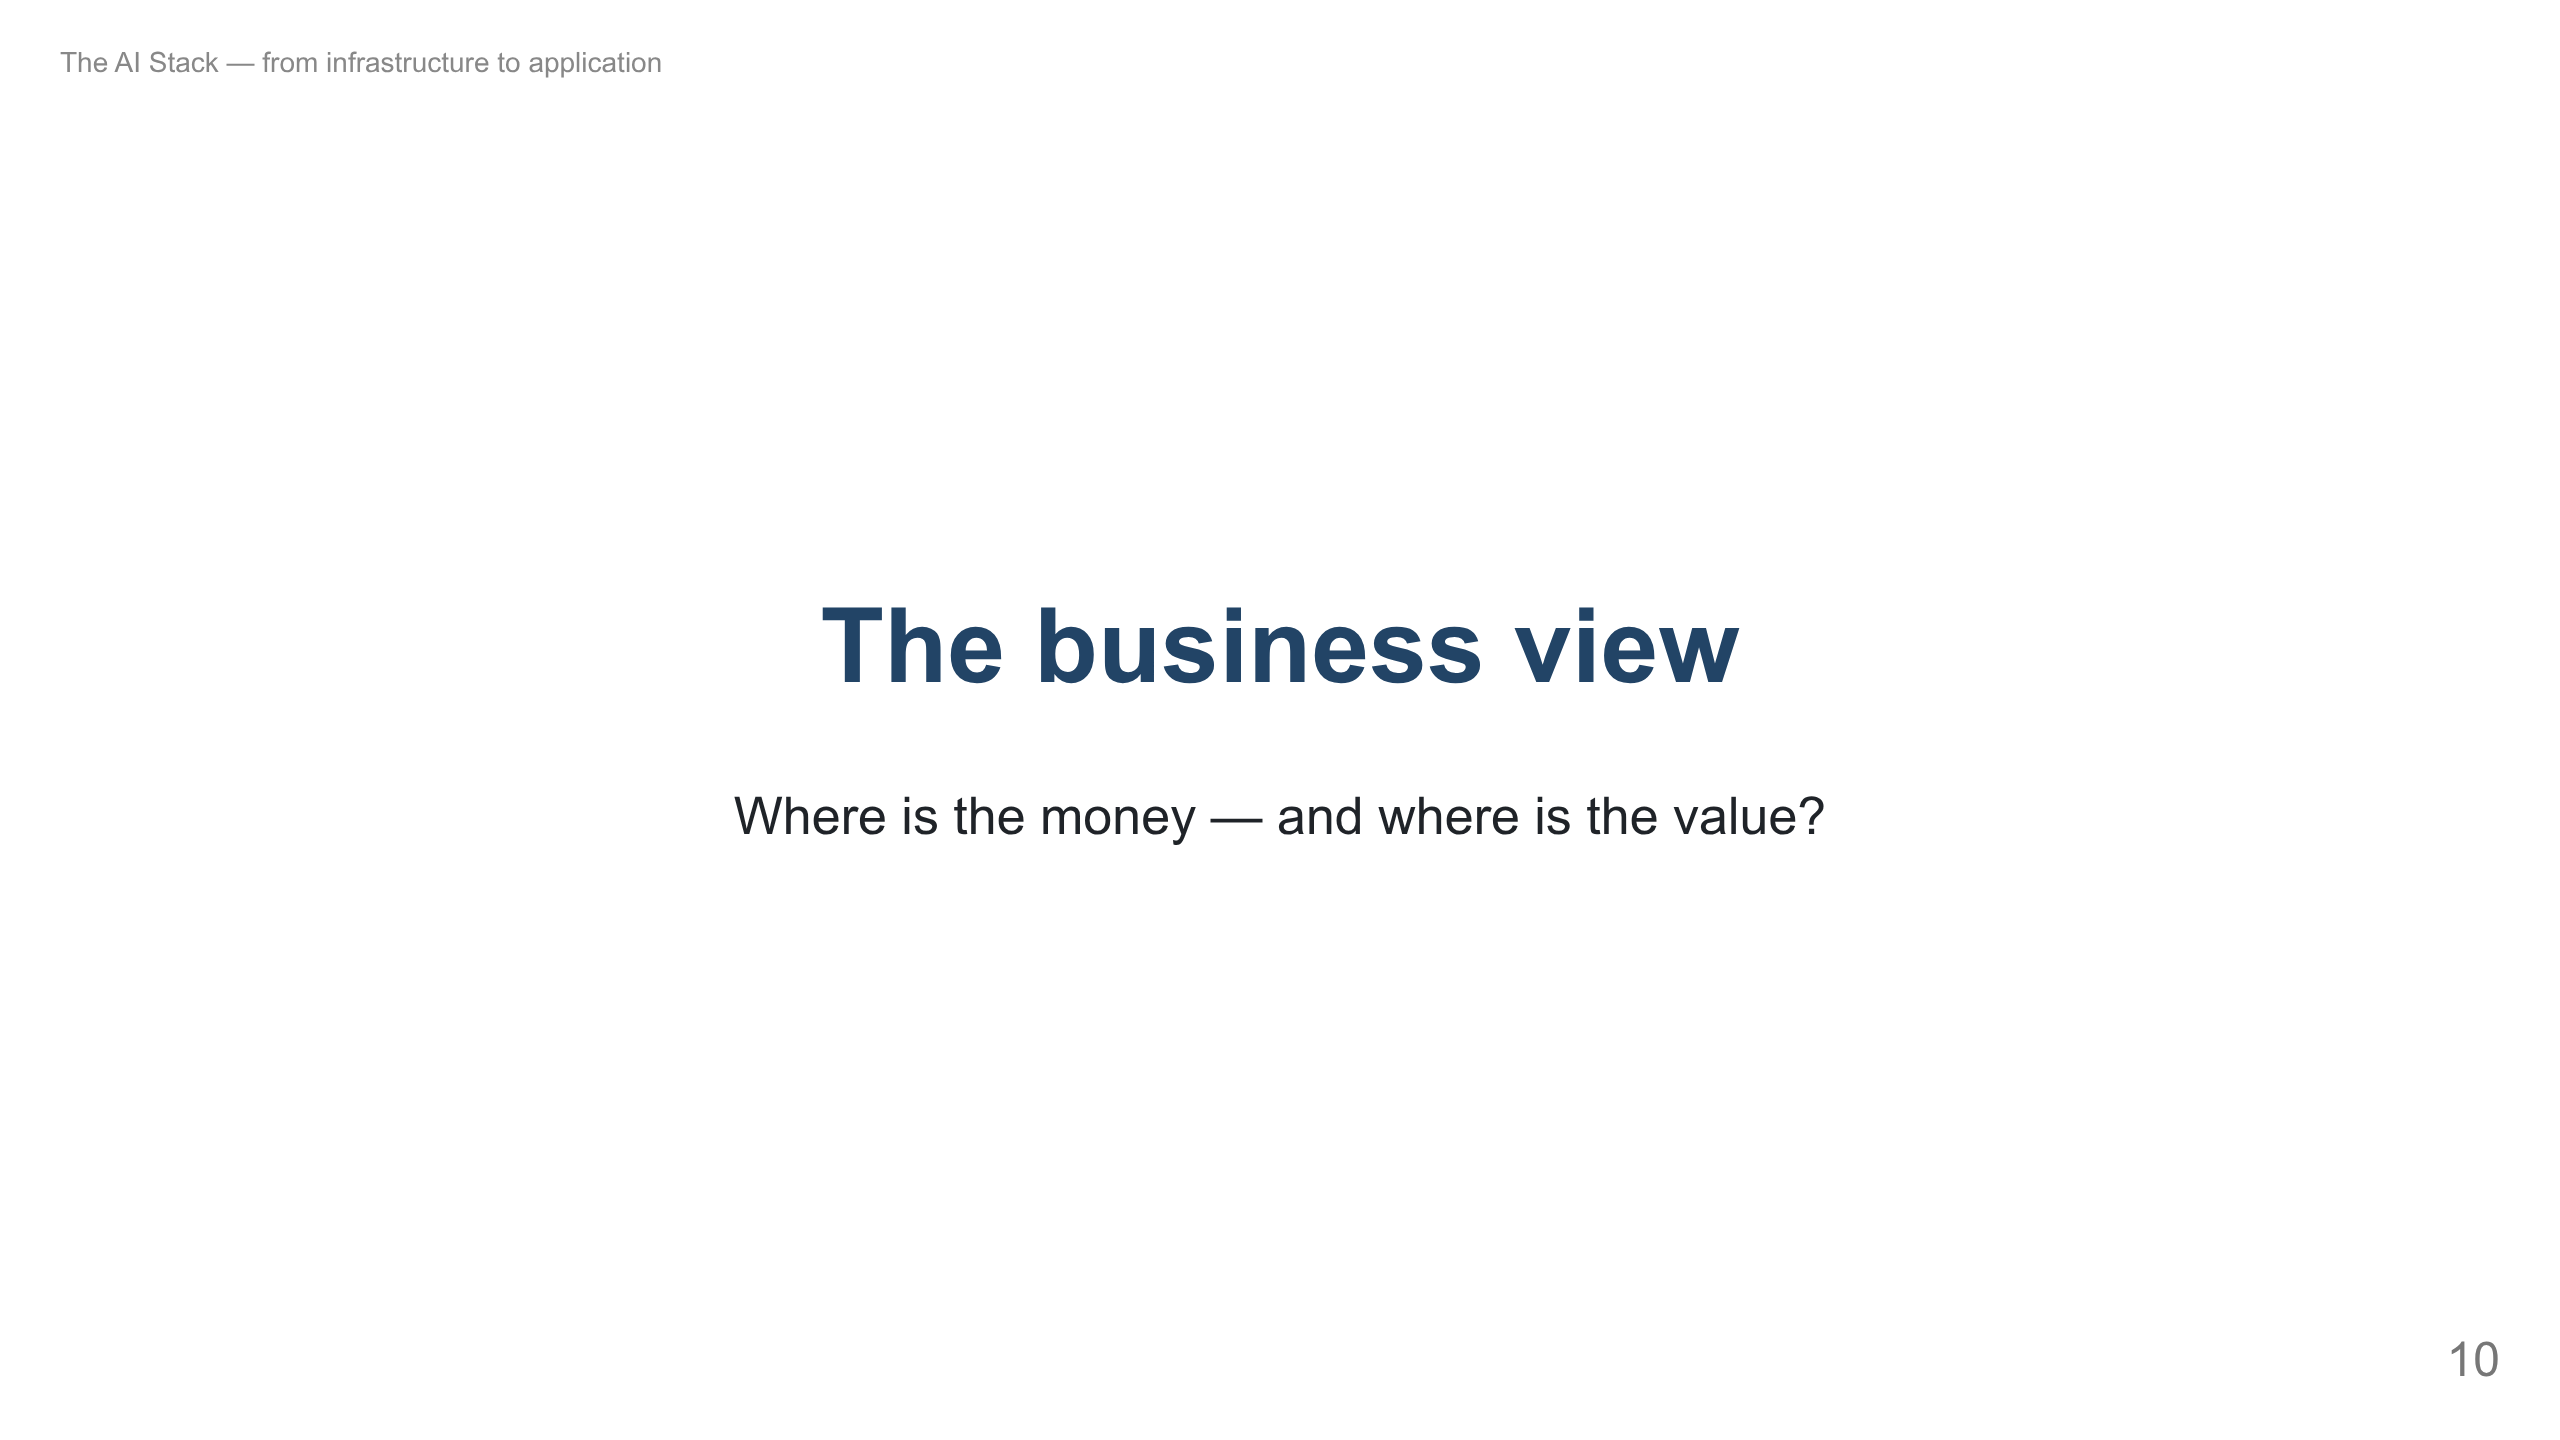 The AI Stack — from infrastructure to application
The business view
Where is the money — and where is the value?
10